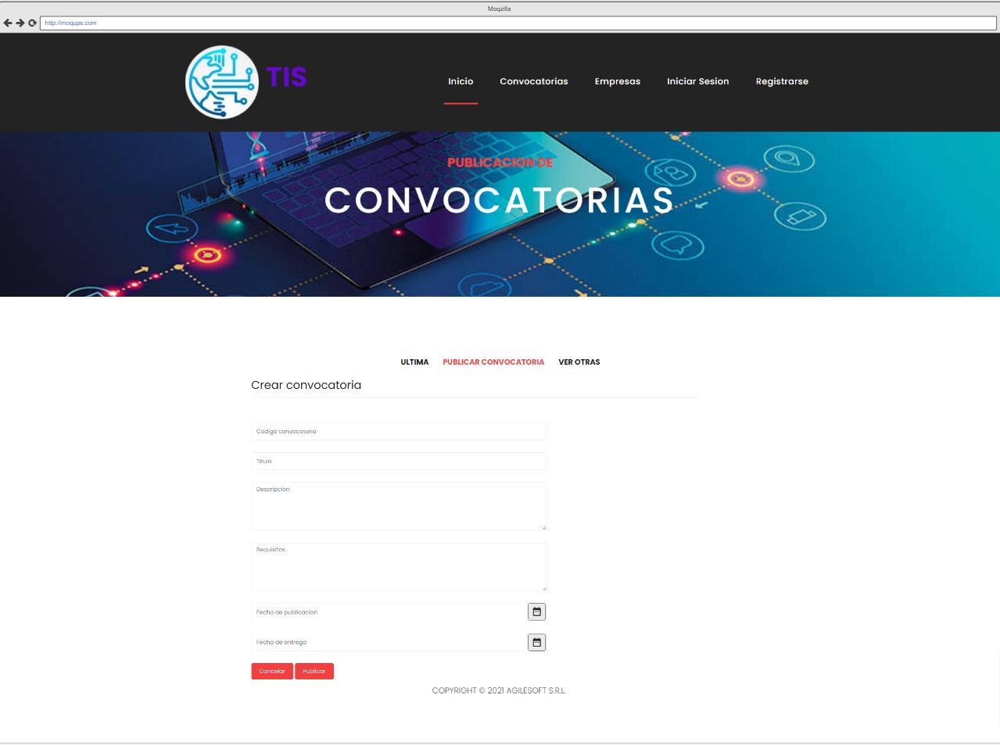 Moqzilla
http://moqups.com
TIS
Inicio Convocatorias Empresas Iniciar Sesion Registrarse
PUBLICACION DE
CONVOCATORIAS
ULTIMA PUBLICAR CONVOCATORIA VER OTRAS
Crear convocatoria
Codigo convocatoria
Titulo
Descripcion
Requisitos
Fecha de publicacion
Fecha de entrega
Cancelar Publicar
COPYRIGHT © 2021 AGILESOFT S.R.L.